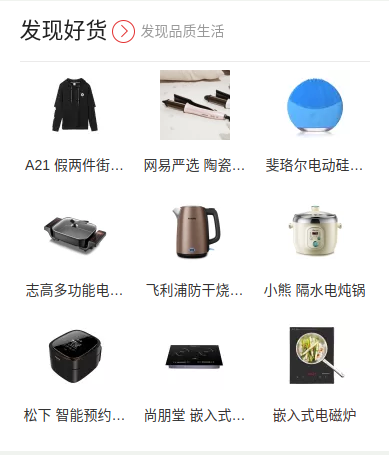 发现好货
发现品质生活
A21 假两件街…
网易严选 陶瓷…
斐珞尔电动硅…
志高多功能电…
飞利浦防干烧…
小熊 隔水电炖锅
松下 智能预约…
尚朋堂 嵌入式…
嵌入式电磁炉